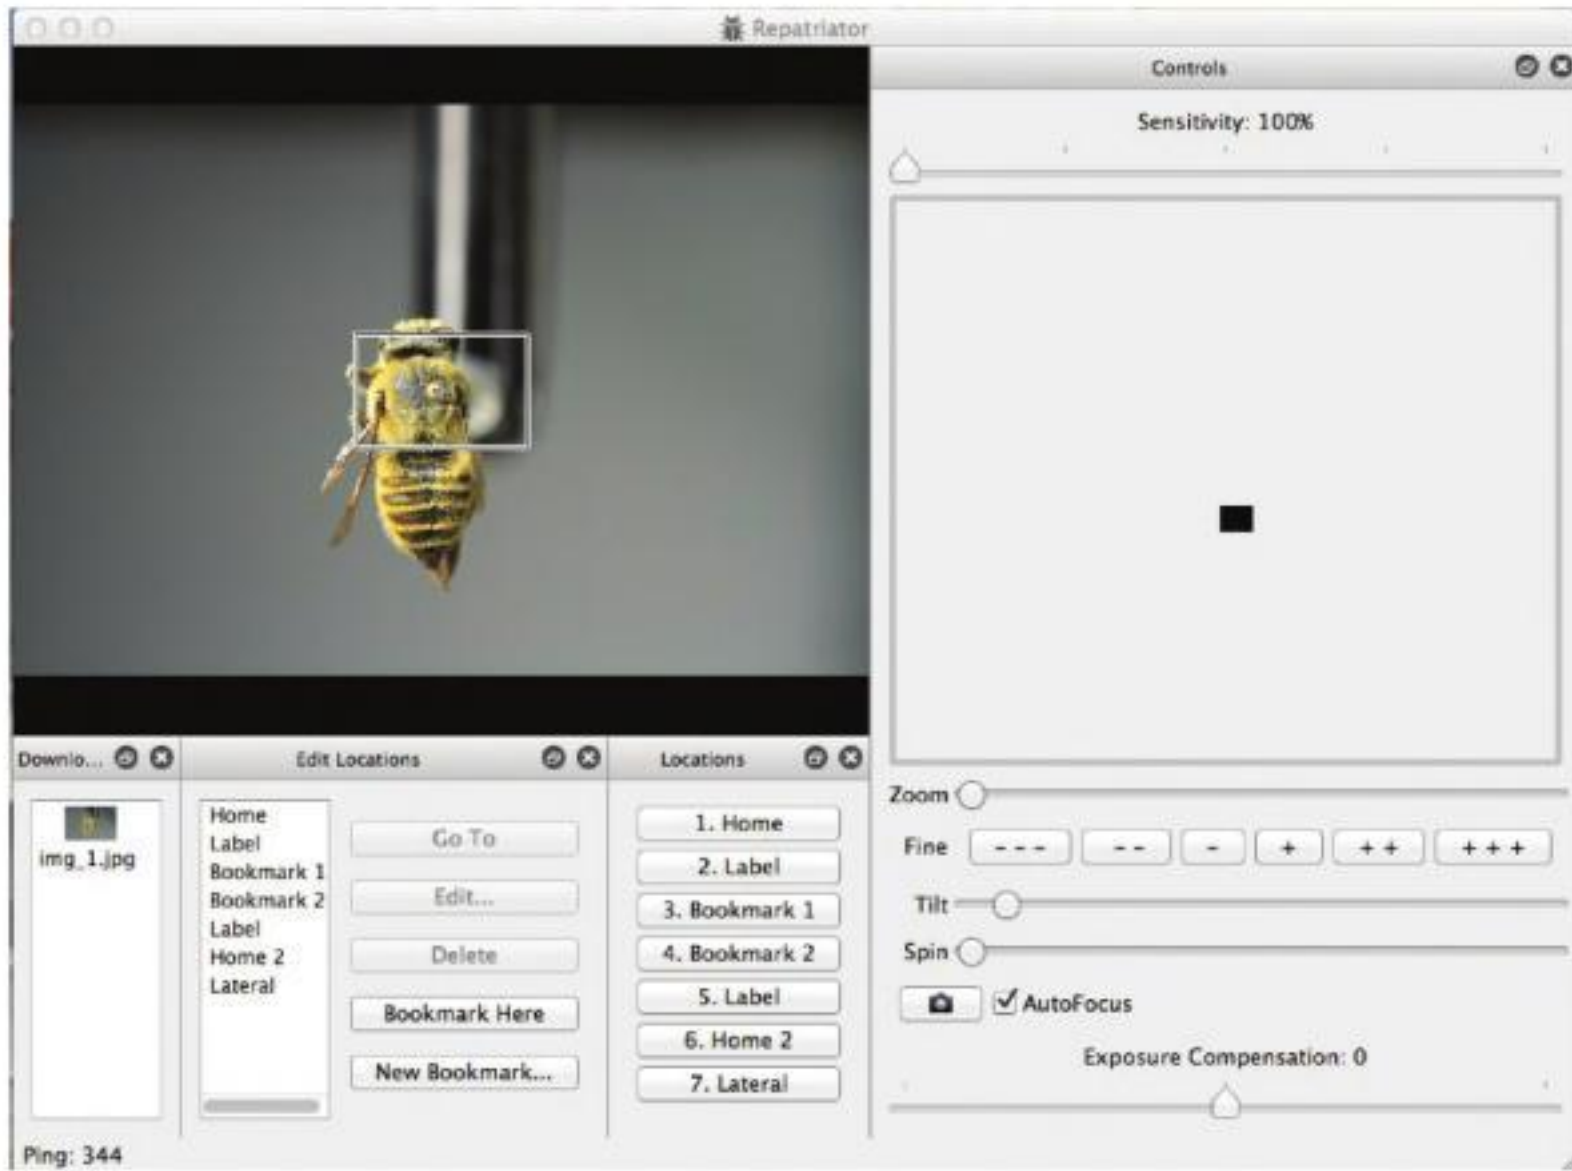 Repatriator
Controls
Sensitivity: 100%
Downlo...
img_1.jpg
Edit Locations
Home
Label
Bookmark 1
Bookmark 2
Label
Home 2
Lateral
Go To
Edit...
Delete
Bookmark Here
New Bookmark...
Locations
1. Home
2. Label
3. Bookmark 1
4. Bookmark 2
5. Label
6. Home 2
7. Lateral
Zoom
Fine - - - - - - + + + + + +
Tilt
Spin
AutoFocus
Exposure Compensation: 0
Ping: 344